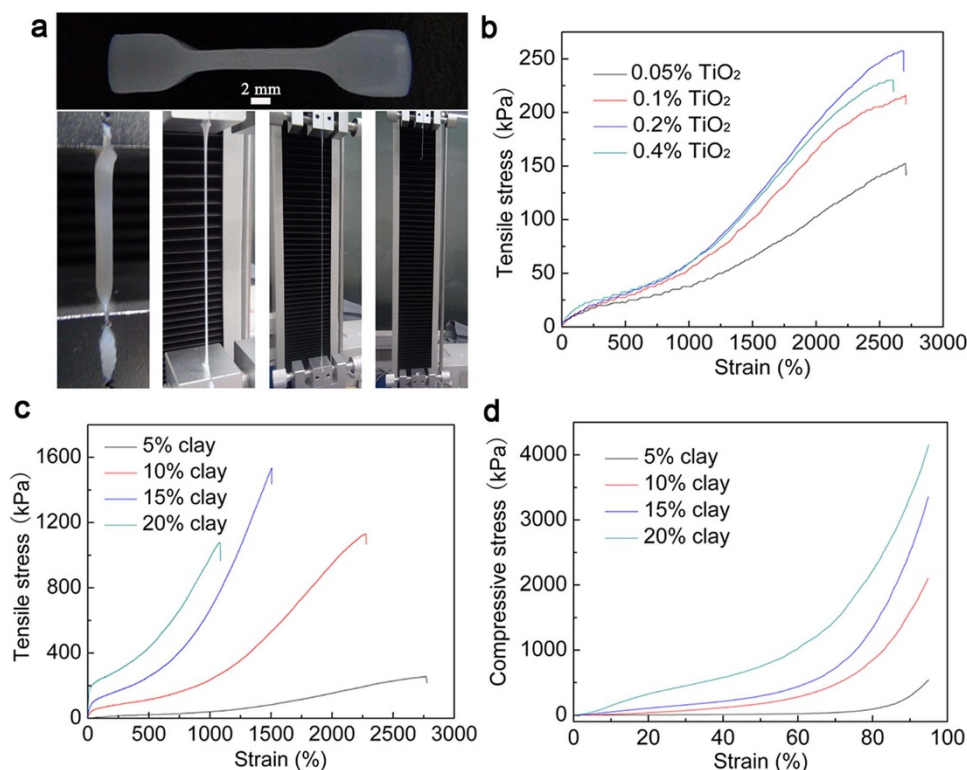 a
2 mm
b
Tensile stress (kPa)
250
200
150
100
50
0
0.05% TiO₂
0.1% TiO₂
0.2% TiO₂
0.4% TiO₂
0 500 1000 1500 2000 2500 3000
Strain (%)
c
Tensile stress (kPa)
1600
1200
800
400
0
5% clay
10% clay
15% clay
20% clay
0 500 1000 1500 2000 2500 3000
Strain (%)
d
Compressive stress (kPa)
4000
3000
2000
1000
0
5% clay
10% clay
15% clay
20% clay
0 20 40 60 80 100
Strain (%)